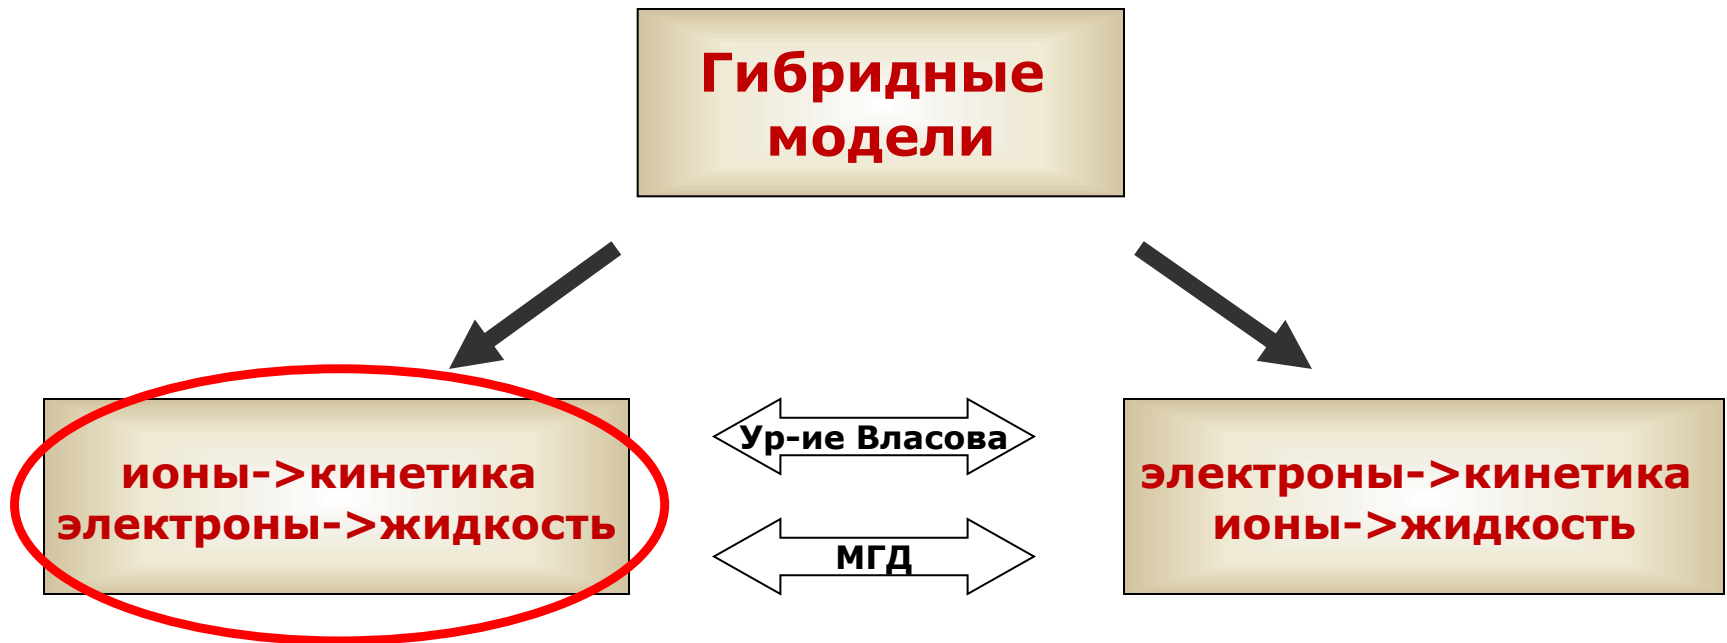 Гибридные
модели
Ур-ие Власова
ионы->кинетика
электроны->жидкость
электроны->кинетика
ионы->жидкость
МГД